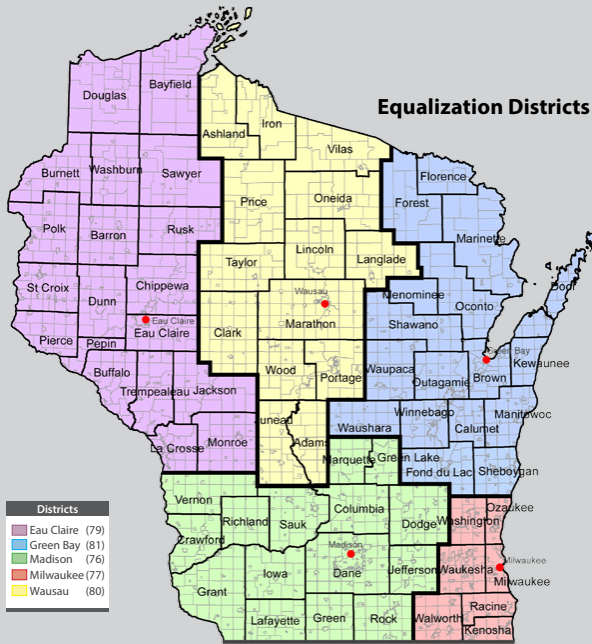 Equalization Districts
Bayfield
Douglas
Iron
Ashland
Vilas
Burnett
Washburn
Sawyer
Florence
Price
Oneida
Forest
Polk
Barron
Rusk
Marinette
Lincoln
Taylor
Langlade
St Croix
Dunn
Chippewa
Menominee
Oconto
Door
Wausau
Eau Claire
Eau Claire
Clark
Marathon
Shawano
Pierce
Pepin
Green Bay
Kewaunee
Buffalo
Wood
Portage
Waupaca
Outagamie
Brown
Trempealeau
Jackson
Juneau
Adams
Waushara
Winnebago
Calumet
Manitowoc
La Crosse
Monroe
Marquette
Green Lake
Fond du Lac
Sheboygan
Vernon
Richland
Sauk
Columbia
Dodge
Washington
Ozaukee
Crawford
Madison
Dane
Iowa
Jefferson
Waukesha
Milwaukee
Milwaukee
Grant
Lafayette
Green
Rock
Walworth
Racine
Kenosha
Districts
Eau Claire (79)
Green Bay (81)
Madison (76)
Milwaukee (77)
Wausau (80)